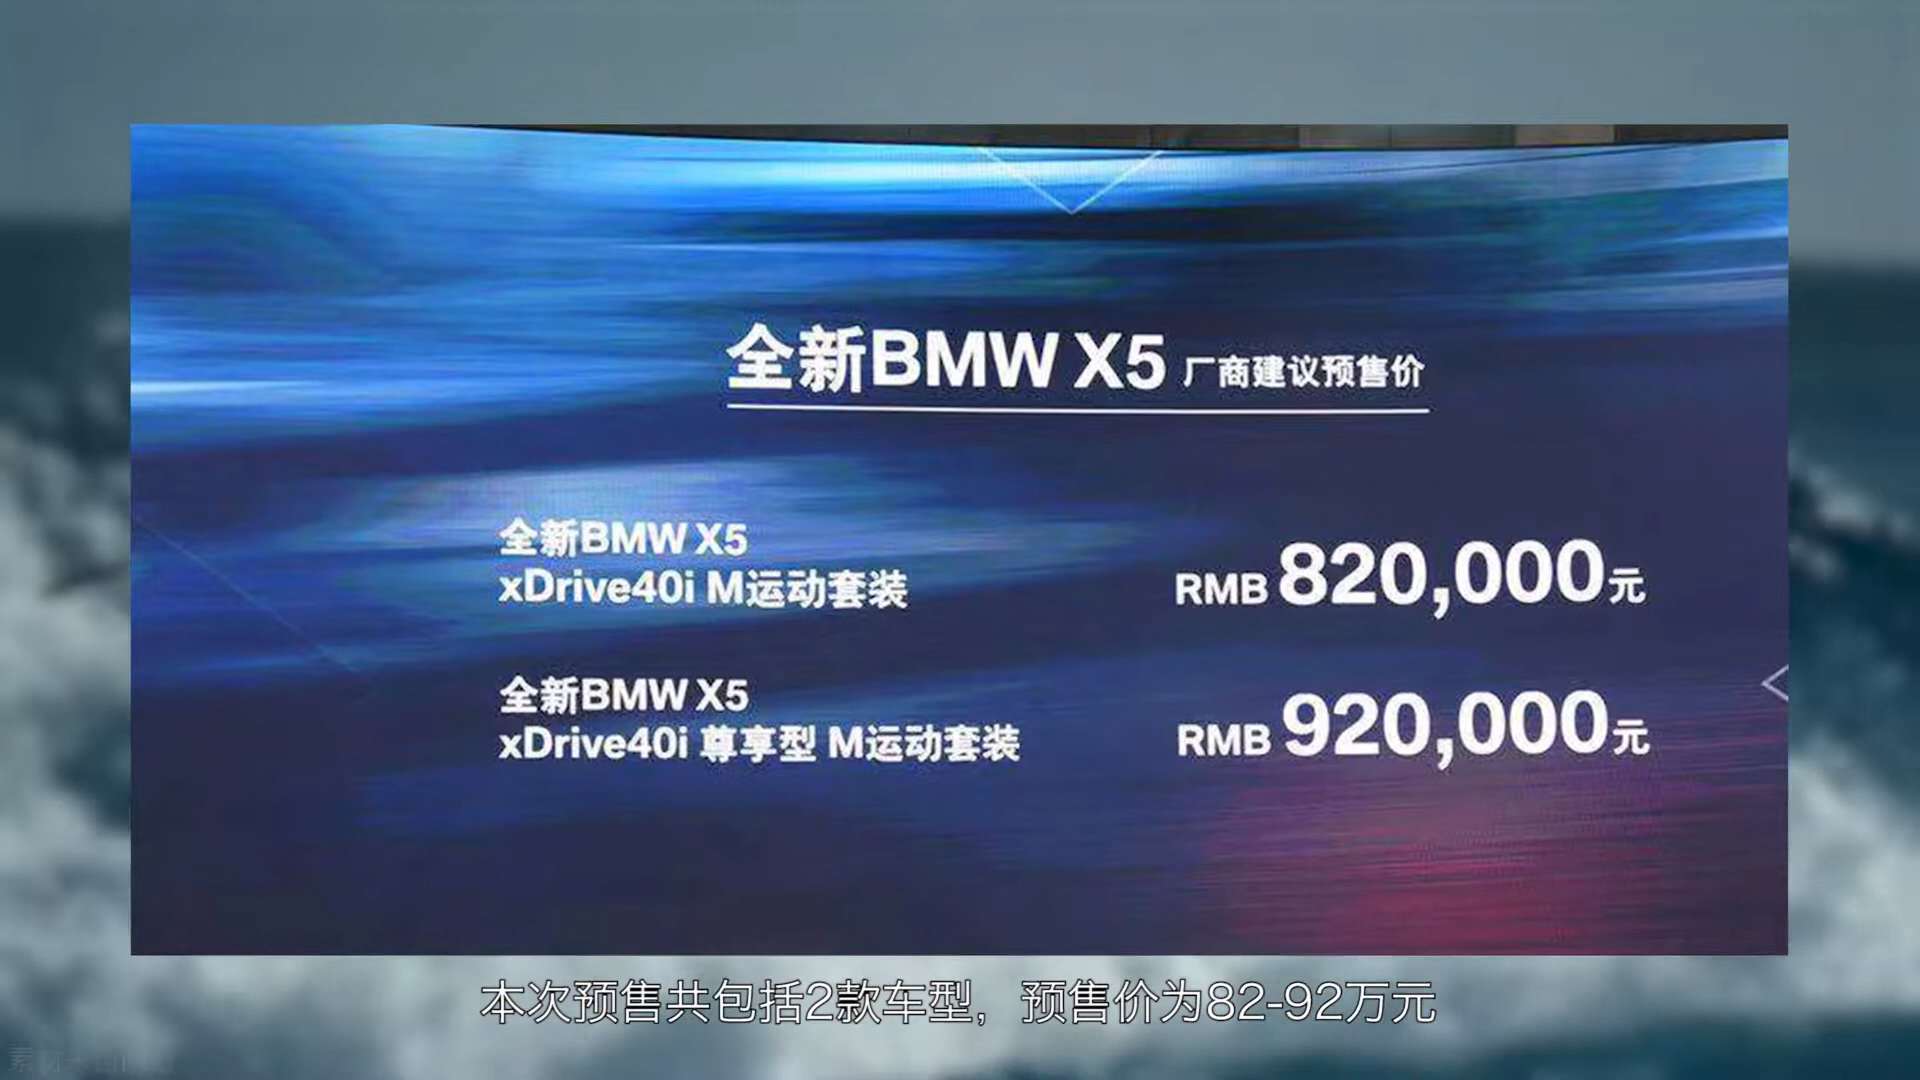 全新BMW X5 厂商建议预售价
全新BMW X5
xDrive40i M运动套装
RMB 820,000元
全新BMW X5
xDrive40i 尊享型 M运动套装
RMB 920,000元
本次预售共包括2款车型，预售价为82-92万元